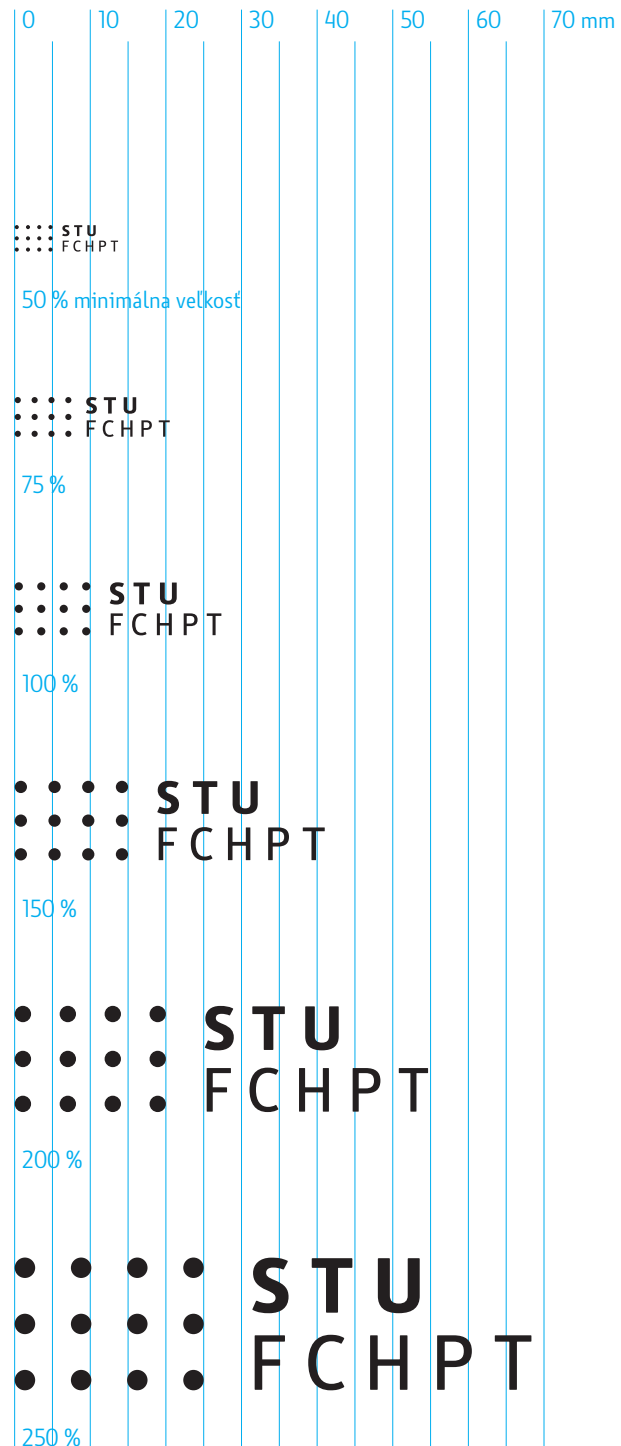 0 10 20 30 40 50 60 70 mm
STU
FCHPT
50 % minimálna veľkosť
STU
FCHPT
75 %
STU
FCHPT
100 %
STU
FCHPT
150 %
STU
FCHPT
200 %
STU
FCHPT
250 %